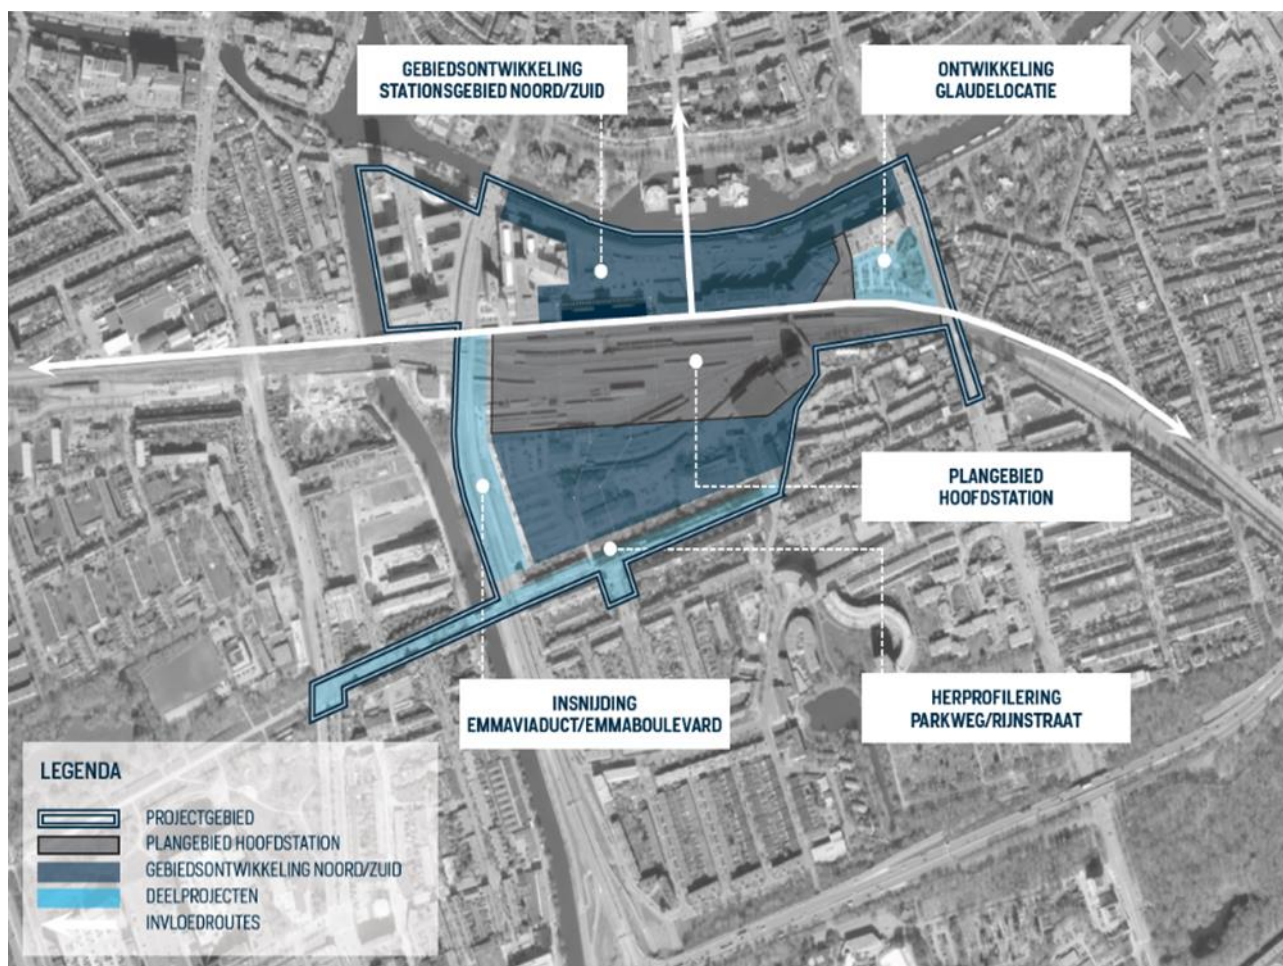 GEBIEDSONTWIKKELING
STATIONSGEBIED NOORD/ZUID
ONTWIKKELING
GLAUDELOCATIE
PLANGEBIED
HOOFDSTATION
INSNIJDING
EMMAVIADUCT/EMMABOULEVARD
HERPROFILERING
PARKWEG/RIJNSTRAAT
LEGENDA
PROJECTGEBIED
PLANGEBIED HOOFDSTATION
GEBIEDSONTWIKKELING NOORD/ZUID
DEELPROJECTEN
INVLOEDROUTES